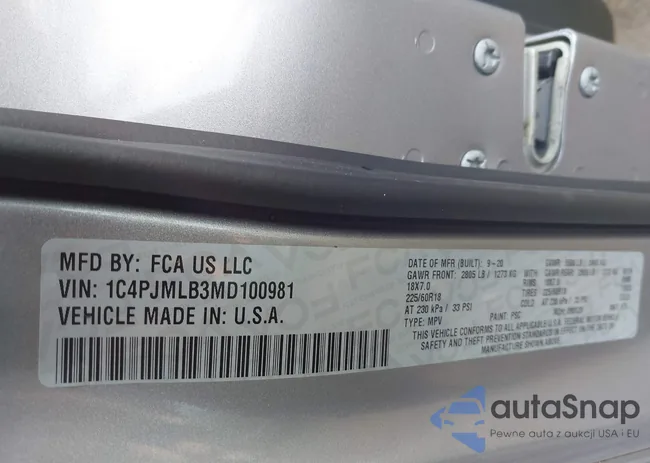 MFD BY: FCA US LLC
VIN: 1C4PJMLB3MD100981
VEHICLE MADE IN: U.S.A.
DATE OF MFR (BUILT): 9-20
GAWR FRONT: 2805 LB / 1270 KG WITH
18X7.0
225/60R18
AT 230 kPa / 33 PSI
TYPE: MPV
PAINT: PSC
THIS VEHICLE CONFORMS TO ALL APPLICABLE U.S.A. FEDERAL MOTOR VEHICLE
SAFETY AND THEFT PREVENTION STANDARDS IN EFFECT ON THE DATE OF
MANUFACTURE SHOWN ABOVE.
autaSnap
Pewne auta z aukcji USA i EU